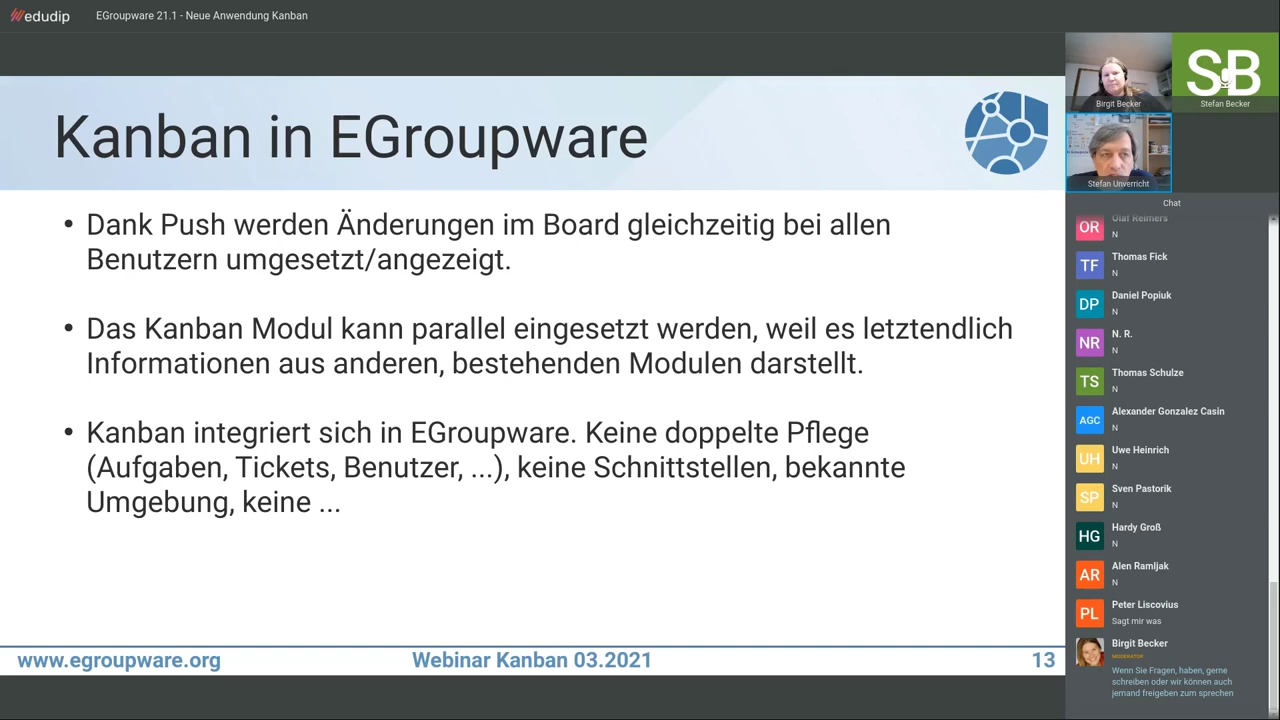 edudip
EGroupware 21.1 - Neue Anwendung Kanban
Kanban in EGroupware
• Dank Push werden Änderungen im Board gleichzeitig bei allen
Benutzern umgesetzt/angezeigt.
• Das Kanban Modul kann parallel eingesetzt werden, weil es letztendlich
Informationen aus anderen, bestehenden Modulen darstellt.
• Kanban integriert sich in EGroupware. Keine doppelte Pflege
(Aufgaben, Tickets, Benutzer, ...), keine Schnittstellen, bekannte
Umgebung, keine ...
www.egroupware.org
Webinar Kanban 03.2021
13
Birgit Becker
SB
Stefan Becker
Stefan Unverricht
Chat
OR
Olaf Reimers
N
TF
Thomas Fick
N
DP
Daniel Popiuk
N
NR
N. R.
N
TS
Thomas Schulze
N
AGC
Alexander Gonzalez Casin
N
UH
Uwe Heinrich
N
SP
Sven Pastorik
N
HG
Hardy Groß
N
AR
Alen Ramljak
N
PL
Peter Liscovius
Sagt mir was
Birgit Becker
MODERATOR
Wenn Sie Fragen, haben, gerne
schreiben oder wir können auch
jemand freigeben zum sprechen